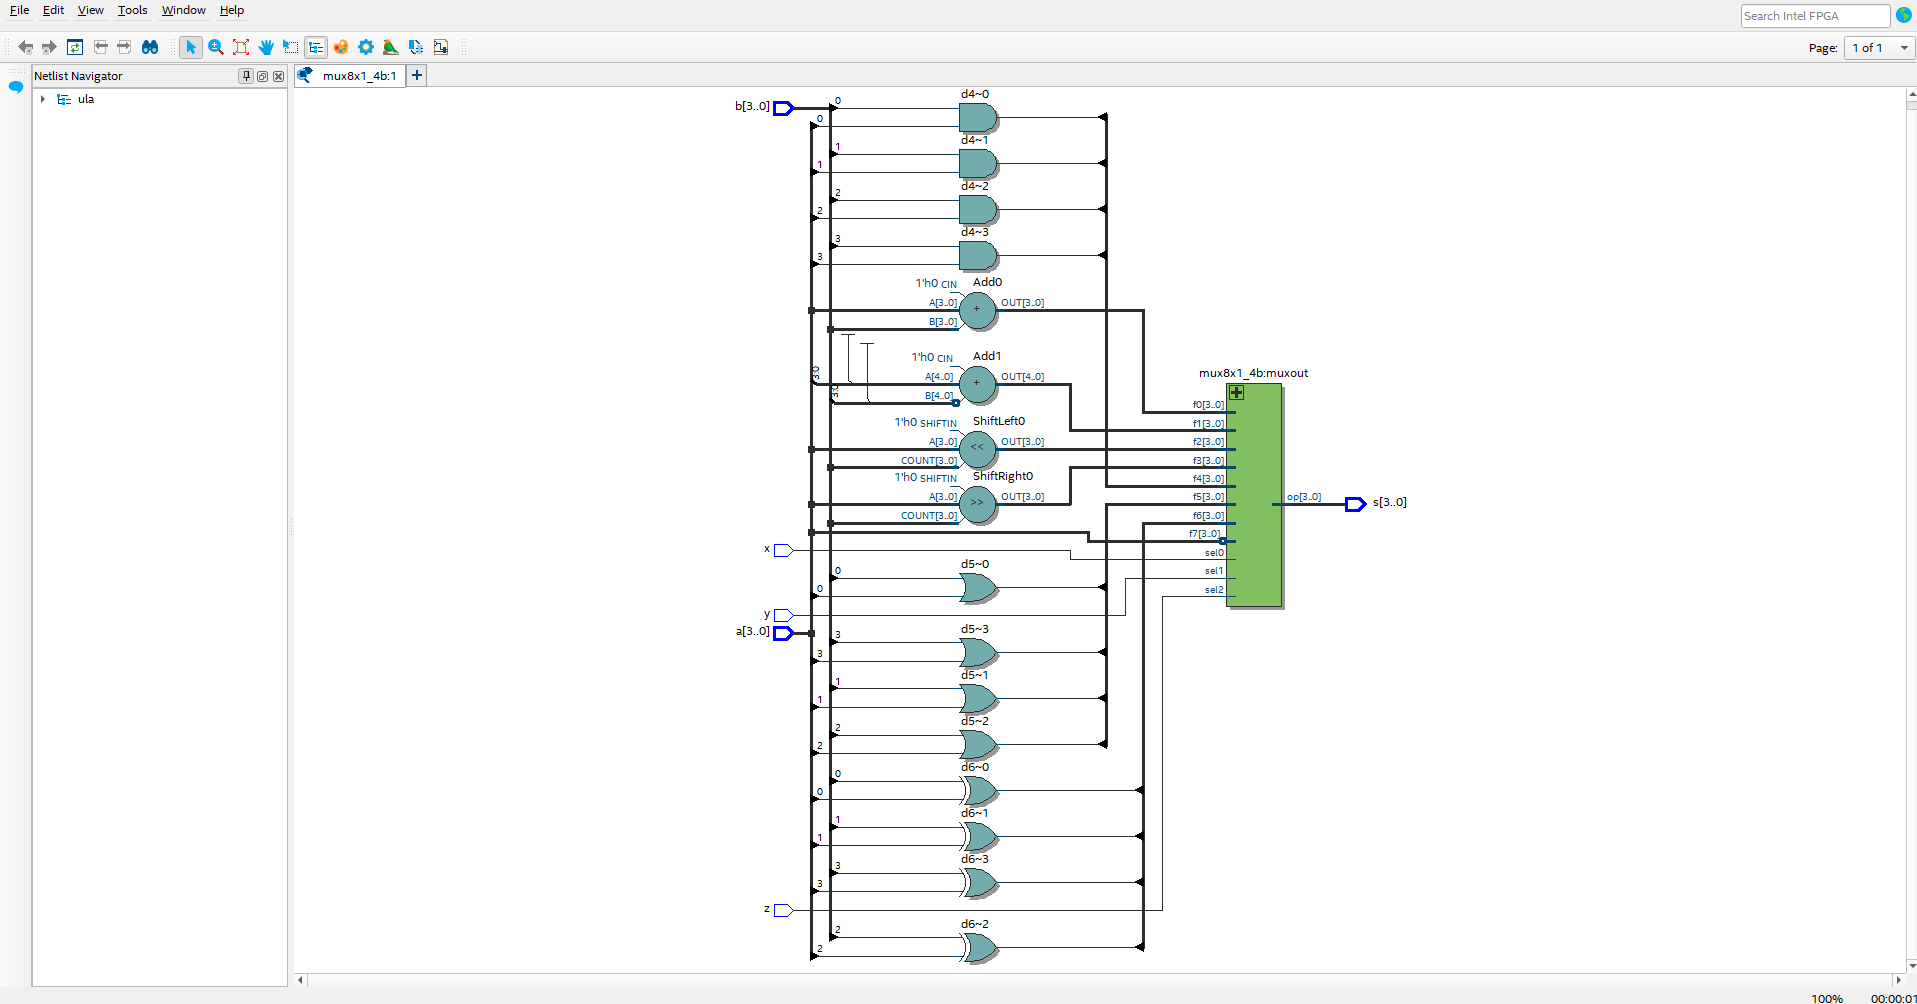 File Edit View Tools Window Help
Search Intel FPGA
Page: 1 of 1
Netlist Navigator
mux8x1_4b:1
ula
d4~0
b[3..0]
0
0
d4~1
1
1
d4~2
2
2
d4~3
3
3
1'h0 CIN Add0
A[3..0] + OUT[3..0]
B[3..0]
1'h0 CIN Add1
3:0
A[4..0] + OUT[4..0]
3:0
B[4..0]
mux8x1_4b:muxout
f0[3..0]
1'h0 SHIFTIN ShiftLeft0
f1[3..0]
A[3..0] << OUT[3..0]
f2[3..0]
COUNT[3..0]
f3[3..0]
1'h0 SHIFTIN ShiftRight0
f4[3..0]
A[3..0] >> OUT[3..0]
f5[3..0]
op[3..0]
s[3..0]
COUNT[3..0]
f6[3..0]
f7[3..0]
x
sel0
d5~0
0
sel1
0
sel2
y
d5~3
a[3..0]
3
3
d5~1
1
1
d5~2
2
2
d6~0
0
0
d6~1
1
1
d6~3
3
3
z
d6~2
2
2
100% 00:00:01